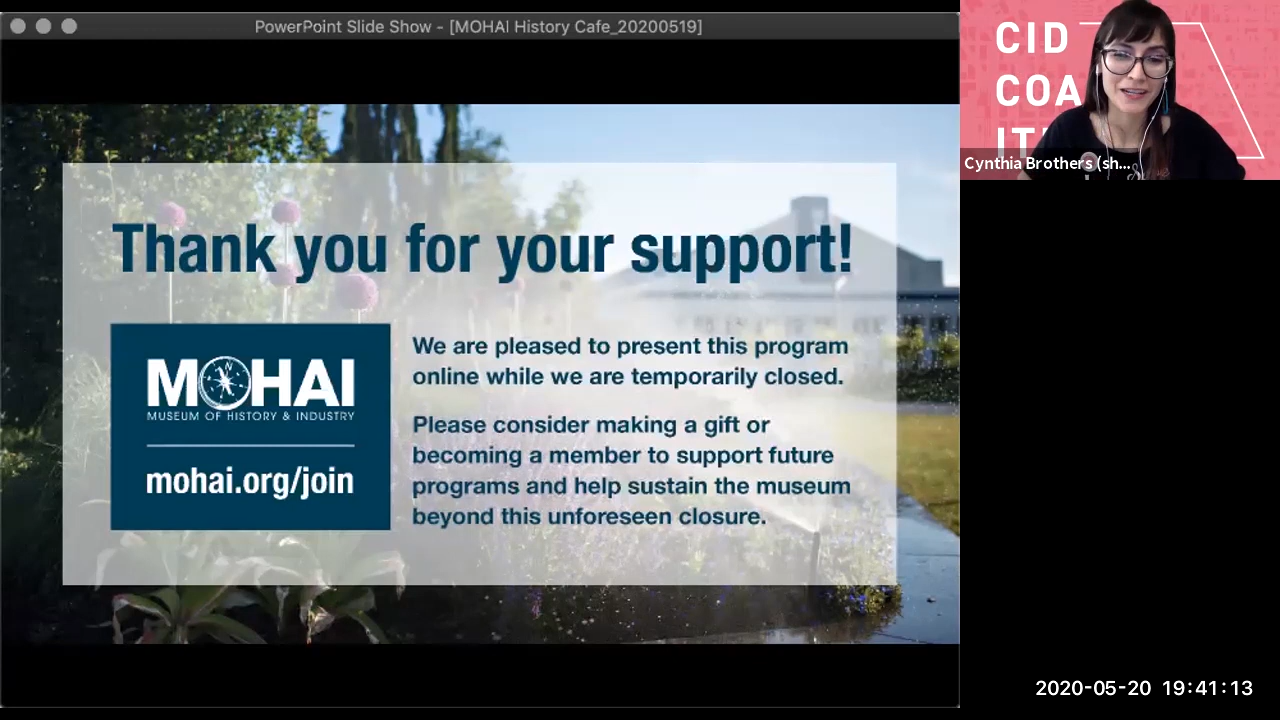 PowerPoint Slide Show - [MOHAI History Cafe_20200519]
Thank you for your support!
MOHAI
MUSEUM OF HISTORY & INDUSTRY
mohai.org/join
We are pleased to present this program
online while we are temporarily closed.
Please consider making a gift or
becoming a member to support future
programs and help sustain the museum
beyond this unforeseen closure.
CID
COA
IT
Cynthia Brothers (sh...
2020-05-20 19:41:13